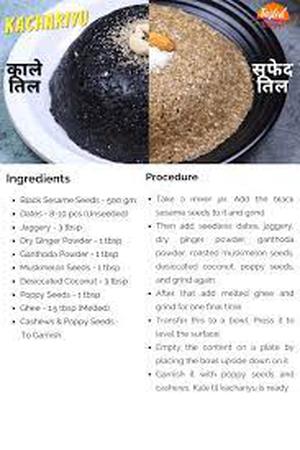 KACHARIYU
काले
तिल
सफेद
तिल
Ingredients
• Black Sesame Seeds - 500 gm
• Dates - 8-10 pcs (Unseeded)
• Jaggery - 3 tbsp
• Dry Ginger Powder - 1 tbsp
• Ganthoda Powder - 1 tbsp
• Muskmelon Seeds - 1 tbsp
• Desiccated Coconut - 3 tbsp
• Poppy Seeds - 1 tbsp
• Ghee - 1.5 tbsp (Melted)
• Cashews & Poppy Seeds -
To Garnish
Procedure
• Take a mixer jar. Add the black
sesame seeds to it and grind.
• Then add seedless dates, jaggery,
dry ginger powder, ganthoda
powder, roasted muskmelon seeds,
desiccated coconut, poppy seeds,
and grind again.
• After that add melted ghee and
grind for one final time.
• Transfer this to a bowl. Press it to
level the surface.
• Empty the content on a plate by
placing the bowl upside down on it.
• Garnish it with poppy seeds and
cashews. Kale til kachariyu is ready.